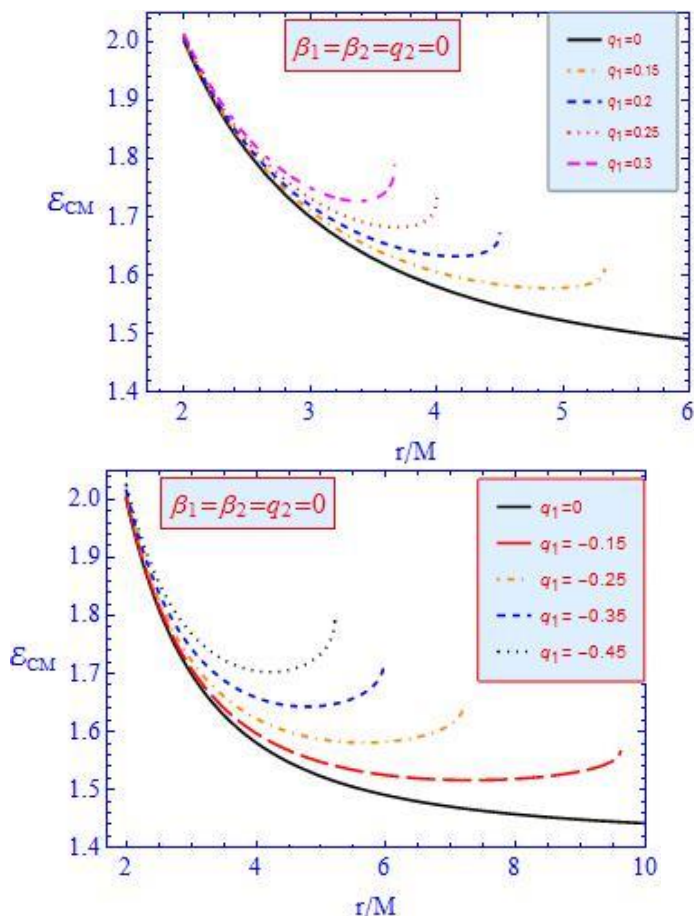 2.0
1.9
1.8
1.7
1.6
1.5
1.4
ℰCM
β1=β2=q2=0
q1=0
q1=0.15
q1=0.2
q1=0.25
q1=0.3
2 3 4 5 6
r/M
2.0
1.9
1.8
1.7
1.6
1.5
1.4
ℰCM
β1=β2=q2=0
q1=0
q1= -0.15
q1= -0.25
q1= -0.35
q1= -0.45
2 4 6 8 10
r/M